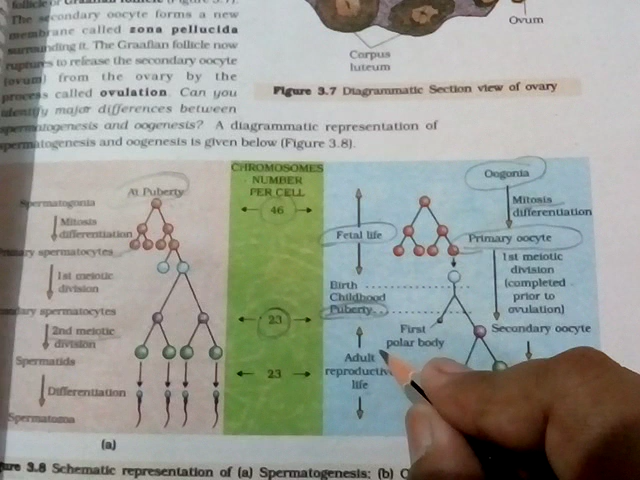 follicle or Graafian follicle (Figure 3.7).
The secondary oocyte forms a new
membrane called zona pellucida
surrounding it. The Graafian follicle now
ruptures to release the secondary oocyte
(ovum) from the ovary by the
process called ovulation. Can you
identify major differences between
spermatogenesis and oogenesis? A diagrammatic representation of
spermatogenesis and oogenesis is given below (Figure 3.8).
Ovum
Corpus
luteum
Figure 3.7 Diagrammatic Section view of ovary
Spermatogonia
At Puberty
Mitosis
differentiation
Primary spermatocytes
1st meiotic
division
Secondary spermatocytes
2nd meiotic
division
Spermatids
Differentiation
Spermatozoa
(a)
CHROMOSOMES
NUMBER
PER CELL
46
23
23
Fetal life
Birth
Childhood
Puberty
Adult
reproductive
life
Oogonia
Mitosis
differentiation
Primary oocyte
1st meiotic
division
(completed
prior to
ovulation)
First
polar body
Secondary oocyte
Figure 3.8 Schematic representation of (a) Spermatogenesis; (b)